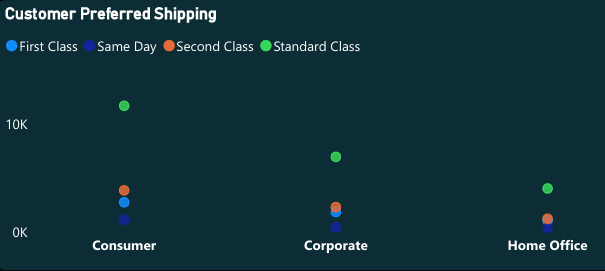 Customer Preferred Shipping
First Class Same Day Second Class Standard Class
10K
0K
Consumer Corporate Home Office